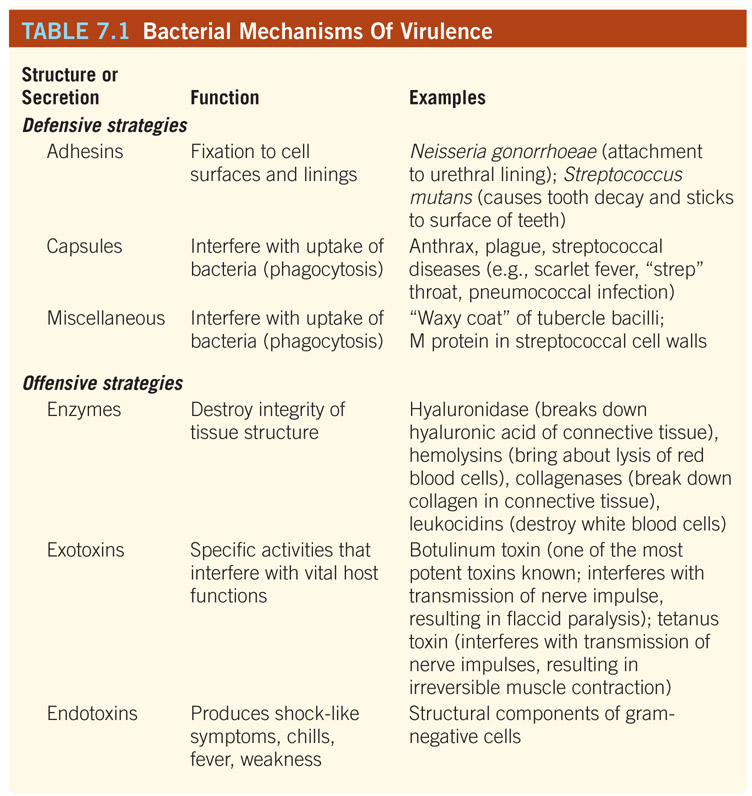 TABLE 7.1 Bacterial Mechanisms Of Virulence
Structure or
Secretion Function Examples
Defensive strategies
Adhesins Fixation to cell Neisseria gonorrhoeae (attachment
surfaces and linings to urethral lining); Streptococcus
mutans (causes tooth decay and sticks
to surface of teeth)
Capsules Interfere with uptake of Anthrax, plague, streptococcal
bacteria (phagocytosis) diseases (e.g., scarlet fever, “strep”
throat, pneumococcal infection)
Miscellaneous Interfere with uptake of “Waxy coat” of tubercle bacilli;
bacteria (phagocytosis) M protein in streptococcal cell walls
Offensive strategies
Enzymes Destroy integrity of Hyaluronidase (breaks down
tissue structure hyaluronic acid of connective tissue),
hemolysins (bring about lysis of red
blood cells), collagenases (break down
collagen in connective tissue),
leukocidins (destroy white blood cells)
Exotoxins Specific activities that Botulinum toxin (one of the most
interfere with vital host potent toxins known; interferes with
functions transmission of nerve impulse,
resulting in flaccid paralysis); tetanus
toxin (interferes with transmission of
nerve impulses, resulting in
irreversible muscle contraction)
Endotoxins Produces shock-like Structural components of gram-
symptoms, chills, negative cells
fever, weakness